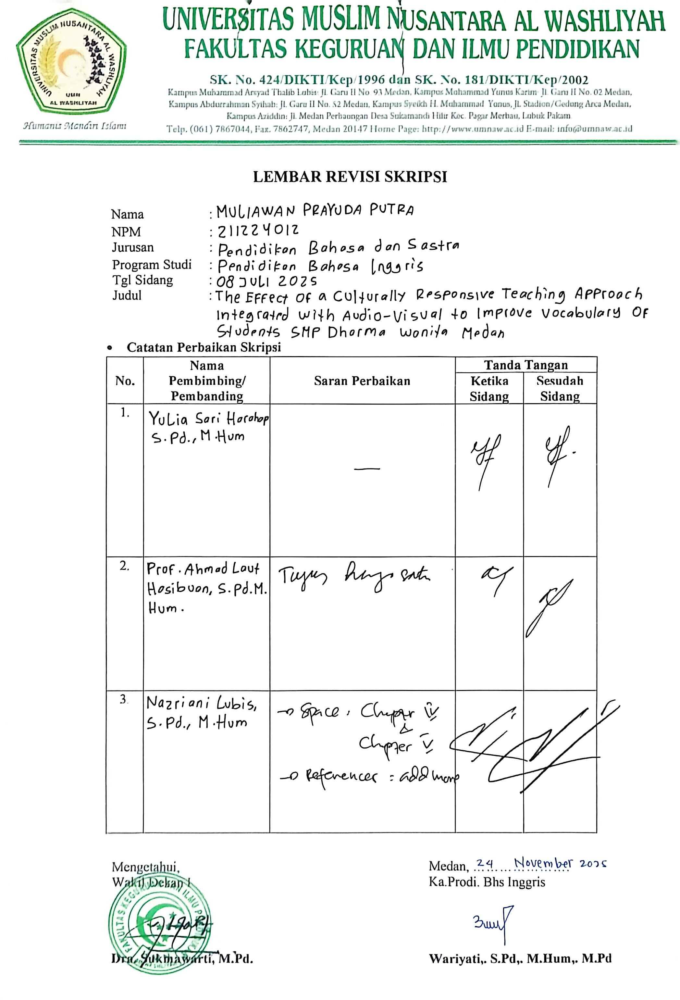 UNIVERSITAS MUSLIM NUSANTARA AL WASHLIYAH
FAKULTAS KEGURUAN DAN ILMU PENDIDIKAN
SK. No. 424/DIKTI/Kep/1996 dan SK. No. 181/DIKTI/Kep/2002
Kampus Muhammad Arsyad Thalib Lubis: Jl. Garu II No. 93 Medan, Kampus Muhammad Yunus Karim: Jl. Garu II No. 02 Medan,
Kampus Abdurrahman Syihab: Jl. Garu II No. 52 Medan, Kampus Syeikh H. Muhammad Yunus, Jl. Stadion/Gedung Arca Medan,
Kampus Aziddin: Jl. Medan Perbaungan Desa Sukamandi Hilir Kec. Pagar Merbau, Lubuk Pakam
Telp. (061) 7867044, Fax. 7862747, Medan 20147 Home Page: http://www.umnaw.ac.id E-mail: info@umnaw.ac.id
UNIVERSITAS MUSLIM NUSANTARA AL WASHLIYAH
UMN
AL WASHLIYAH
Humanis Mandiri Islami
LEMBAR REVISI SKRIPSI
Nama : MULIAWAN PRAYUDA PUTRA
NPM : 211224012
Jurusan : Pendidikan Bahasa dan Sastra
Program Studi : Pendidikan Bahasa Inggris
Tgl Sidang : 08 JULI 2025
Judul : The Effect of a Culturally Responsive Teaching Approach
Integrated with Audio-Visual to Improve Vocabulary Of
Students SMP Dharma Wanita Medan
• Catatan Perbaikan Skripsi
No.
Nama
Pembimbing/
Pembanding
Saran Perbaikan
Tanda Tangan
Ketika
Sidang
Sesudah
Sidang
1.
Yulia Sari Harahap
S.Pd., M.Hum
—
2.
Prof. Ahmad Laut
Hasibuan, S.Pd.M.
Hum.
3.
Nazriani Lubis,
S.Pd., M.Hum
→ Space : Chapter IV
&
Chapter V
→ References : add more
Mengetahui,
Wakil Dekan I
Dra. Sukmawarti, M.Pd.
Medan, 24 November 2025
Ka.Prodi. Bhs Inggris
Wariyati,. S.Pd,. M.Hum,. M.Pd